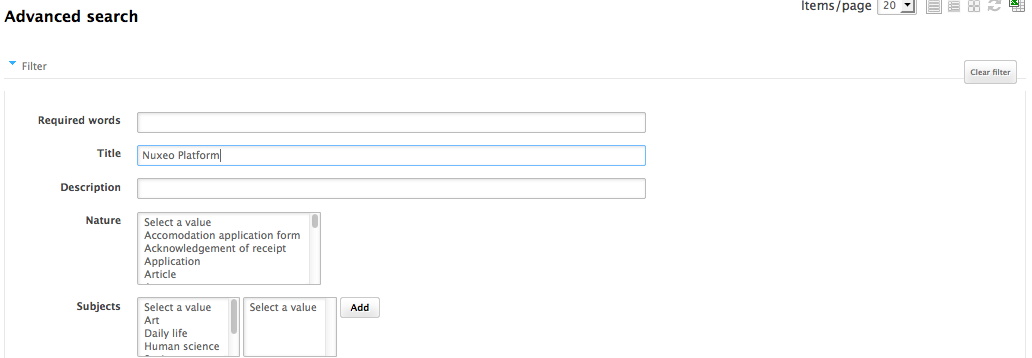 Advanced search
Items/page 20
Filter
Clear filter
Required words
Title Nuxeo Platform
Description
Nature
Select a value
Accomodation application form
Acknowledgement of receipt
Application
Article
Subjects
Select a value Select a value Add
Art
Daily life
Human science